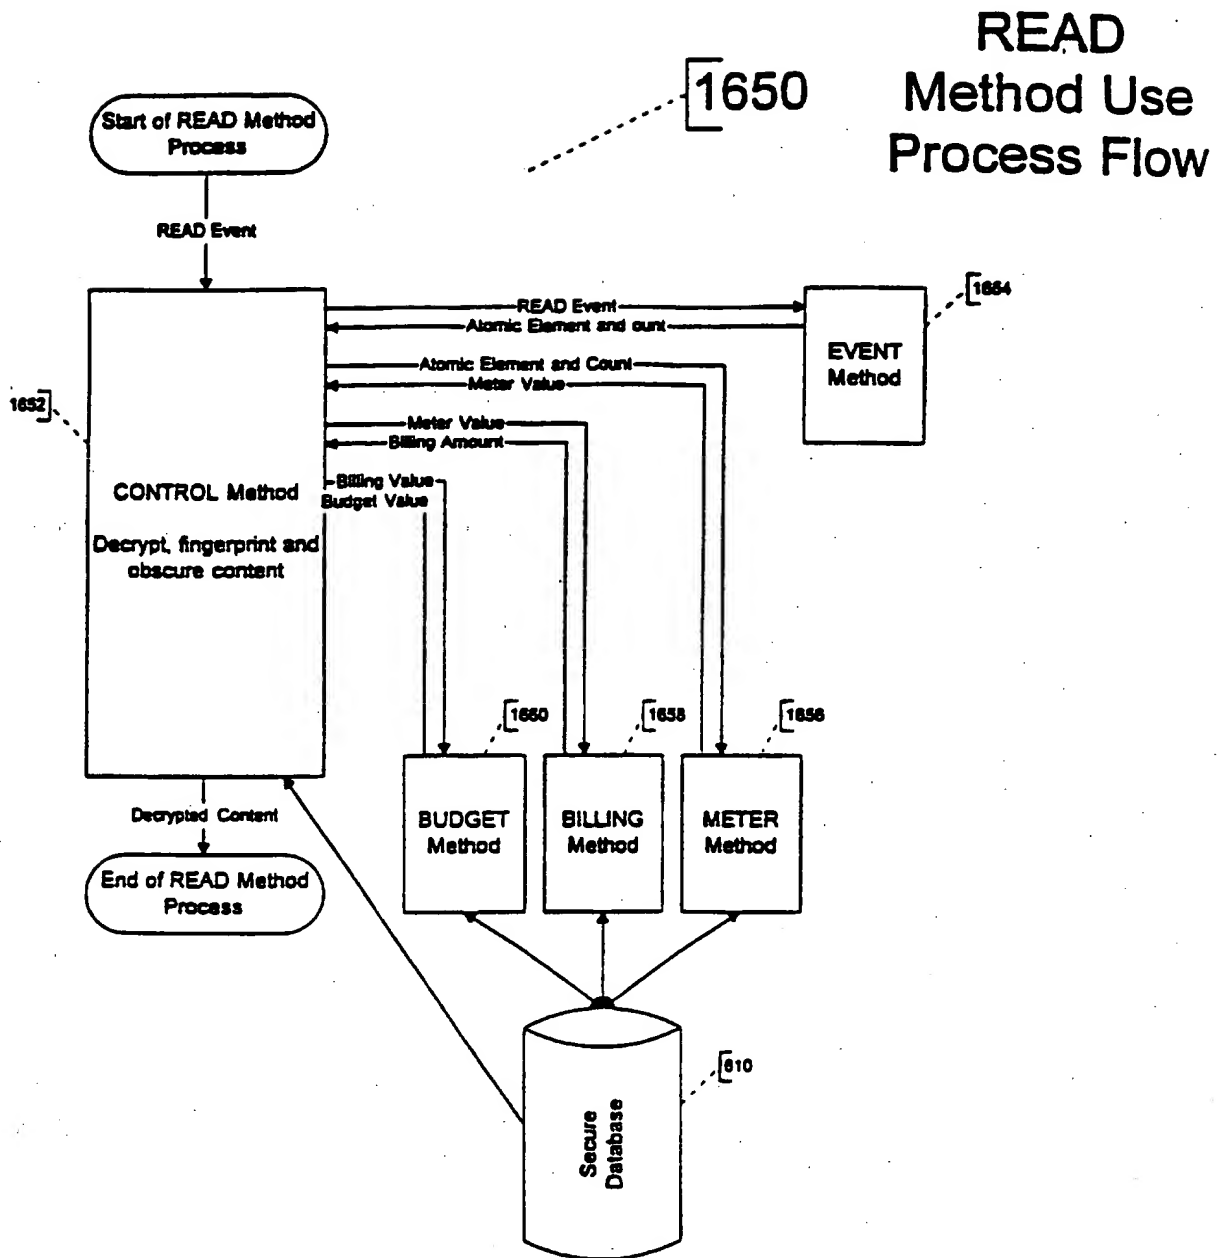 READ
Method Use
Process Flow
1650
Start of READ Method
Process
READ Event
1654
READ Event
Atomic Element and ount
EVENT
Method
Atomic Element and Count
Meter Value
1652
Meter Value
Billing Amount
Billing Value
Budget Value
CONTROL Method
Decrypt, fingerprint and
obscure content
1660
1658
1656
BUDGET
Method
BILLING
Method
METER
Method
Decrypted Content
End of READ Method
Process
610
Secure
Database